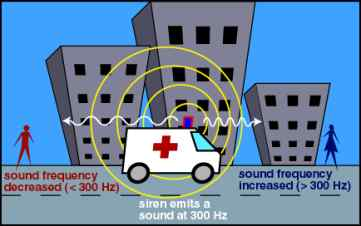 sound frequency
decreased (< 300 Hz)
sound frequency
increased (> 300 Hz)
siren emits a
sound at 300 Hz